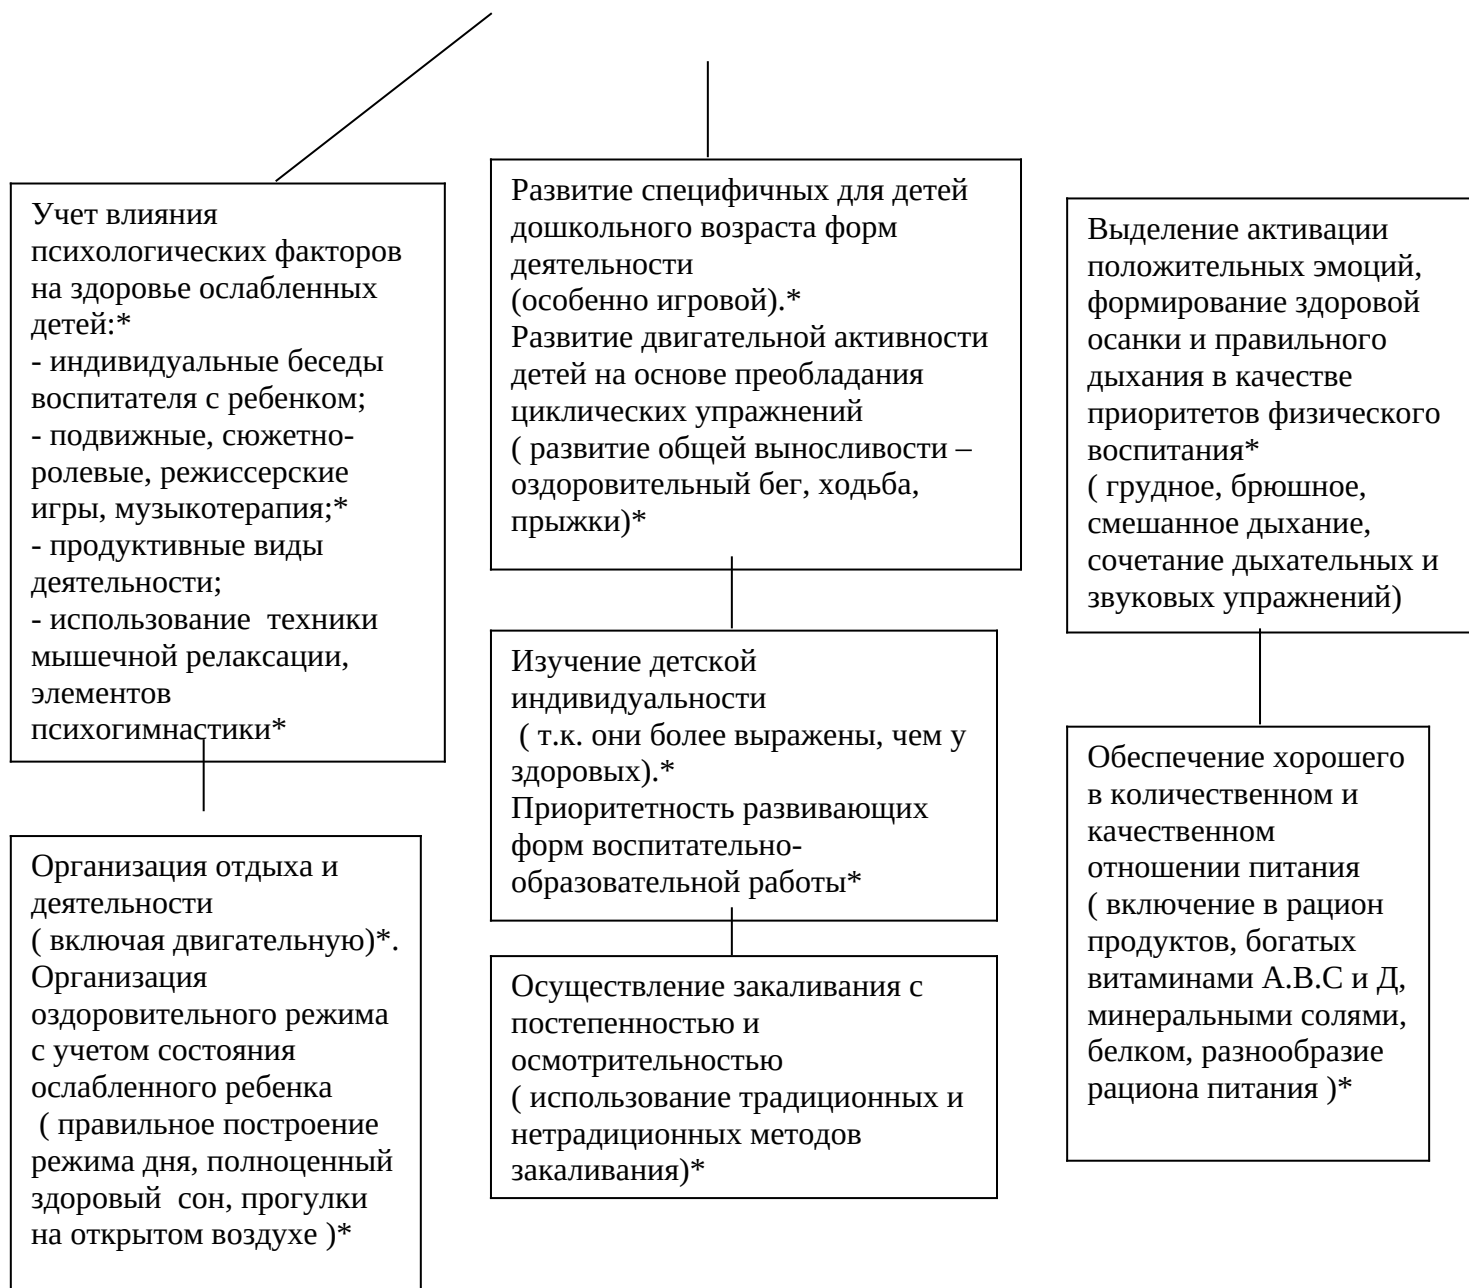 Учет влияния
психологических факторов
на здоровье ослабленных
детей:*
- индивидуальные беседы
воспитателя с ребенком;
- подвижные, сюжетно-
ролевые, режиссерские
игры, музыкотерапия;*
- продуктивные виды
деятельности;
- использование  техники
мышечной релаксации,
элементов
психогимнастики*
Организация отдыха и
деятельности
( включая двигательную)*.
Организация
оздоровительного режима
с учетом состояния
ослабленного ребенка
( правильное построение
режима дня, полноценный
здоровый  сон, прогулки
на открытом воздухе )*
Развитие специфичных для детей
дошкольного возраста форм
деятельности
(особенно игровой).*
Развитие двигательной активности
детей на основе преобладания
циклических упражнений
( развитие общей выносливости –
оздоровительный бег, ходьба,
прыжки)*
Изучение детской
индивидуальности
( т.к. они более выражены, чем у
здоровых).*
Приоритетность развивающих
форм воспитательно-
образовательной работы*
Осуществление закаливания с
постепенностью и
осмотрительностью
( использование традиционных и
нетрадиционных методов
закаливания)*
Выделение активации
положительных эмоций,
формирование здоровой
осанки и правильного
дыхания в качестве
приоритетов физического
воспитания*
( грудное, брюшное,
смешанное дыхание,
сочетание дыхательных и
звуковых упражнений)
Обеспечение хорошего
в количественном и
качественном
отношении питания
( включение в рацион
продуктов, богатых
витаминами А.В.С и Д,
минеральными солями,
белком, разнообразие
рациона питания )*